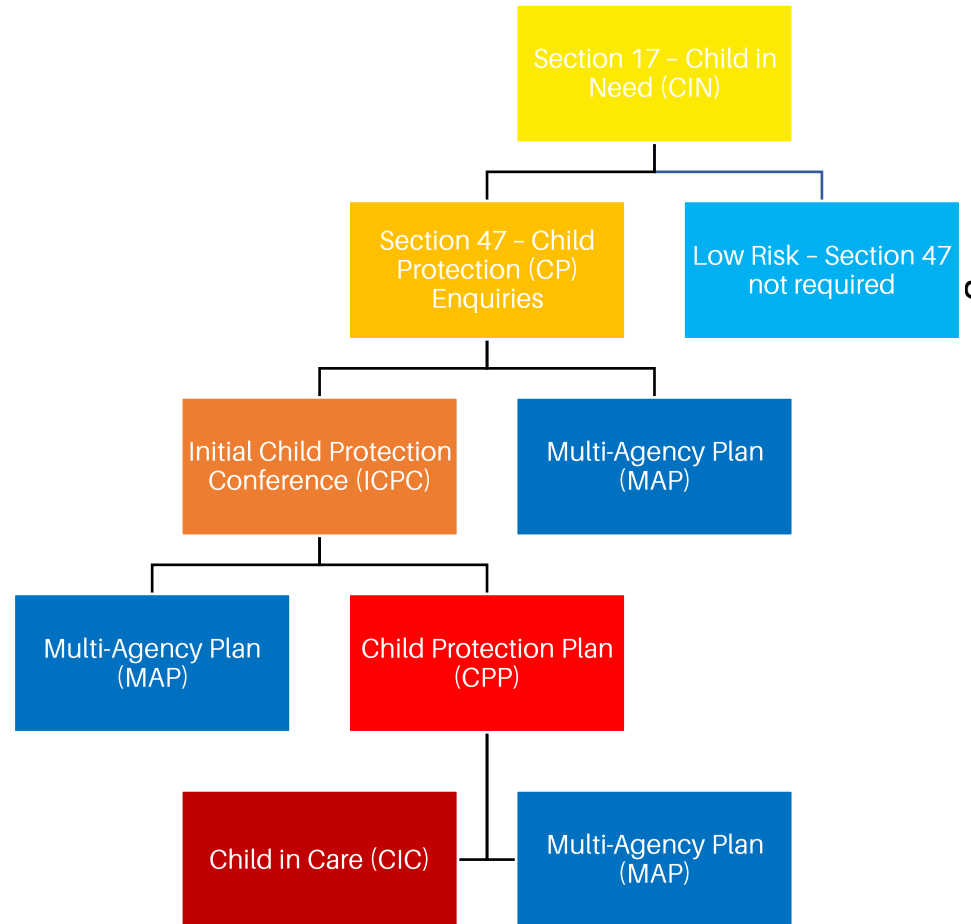 Section 17 – Child in
Need (CIN)
Section 47 – Child
Protection (CP)
Enquiries
Low Risk – Section 47
not required
Initial Child Protection
Conference (ICPC)
Multi-Agency Plan
(MAP)
Multi-Agency Plan
(MAP)
Child Protection Plan
(CPP)
Child in Care (CIC)
Multi-Agency Plan
(MAP)